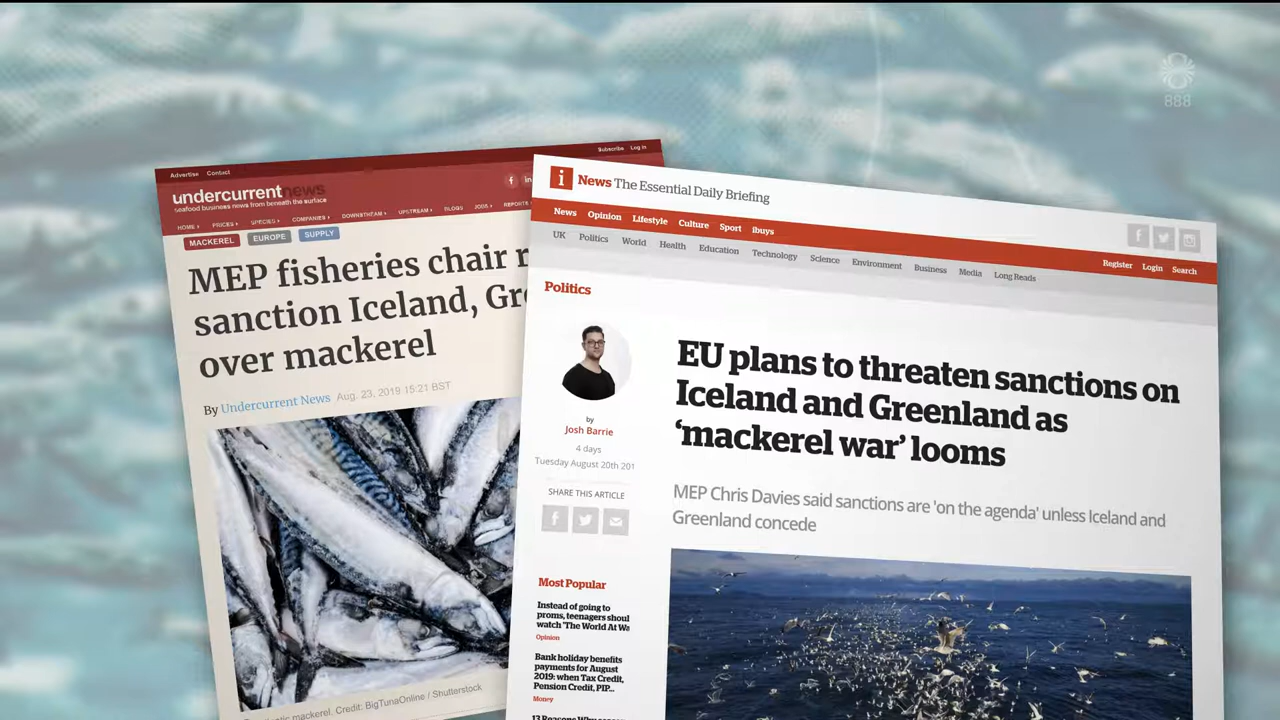 888
Advertise Contact
Subscribe Log In
undercurrentnews
seafood business news from beneath the surface
HOME PRICES SPECIES COMPANIES DOWNSTREAM UPSTREAM BLOGS JOBS REPORTS
MACKEREL EUROPE SUPPLY
MEP fisheries chair
sanction Iceland,
over mackerel
By Undercurrent News Aug. 23, 2019 15:21 BST
mackerel. Credit: BigTunaOnline / Shutterstock
i News The Essential Daily Briefing
News Opinion Lifestyle Culture Sport ibuys
Register Login Search
UK Politics World Health Education Technology Science Environment Business Media Long Reads
Politics
by
Josh Barrie
4 days
Tuesday August 20th 201
SHARE THIS ARTICLE
EU plans to threaten sanctions on
Iceland and Greenland as
‘mackerel war’ looms
MEP Chris Davies said sanctions are 'on the agenda' unless Iceland and
Greenland concede
Most Popular
Instead of going to
proms, teenagers shoul
watch 'The World At Wa
Opinion
Bank holiday benefits
payments for August
2019: when Tax Credit,
Pension Credit, PIP...
Money
13 Reasons Why